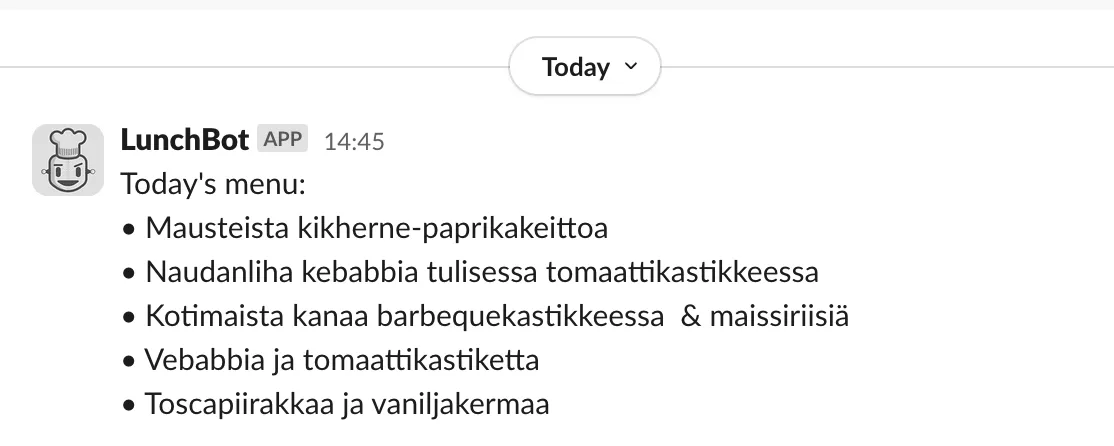 Today
LunchBot APP 14:45
Today's menu:
• Mausteista kikherne-paprikakeittoa
• Naudanliha kebabbia tulisessa tomaattikastikkeessa
• Kotimaista kanaa barbequekastikkeessa  & maissiriisiä
• Vebabbia ja tomaattikastiketta
• Toscapiirakkaa ja vaniljakermaa